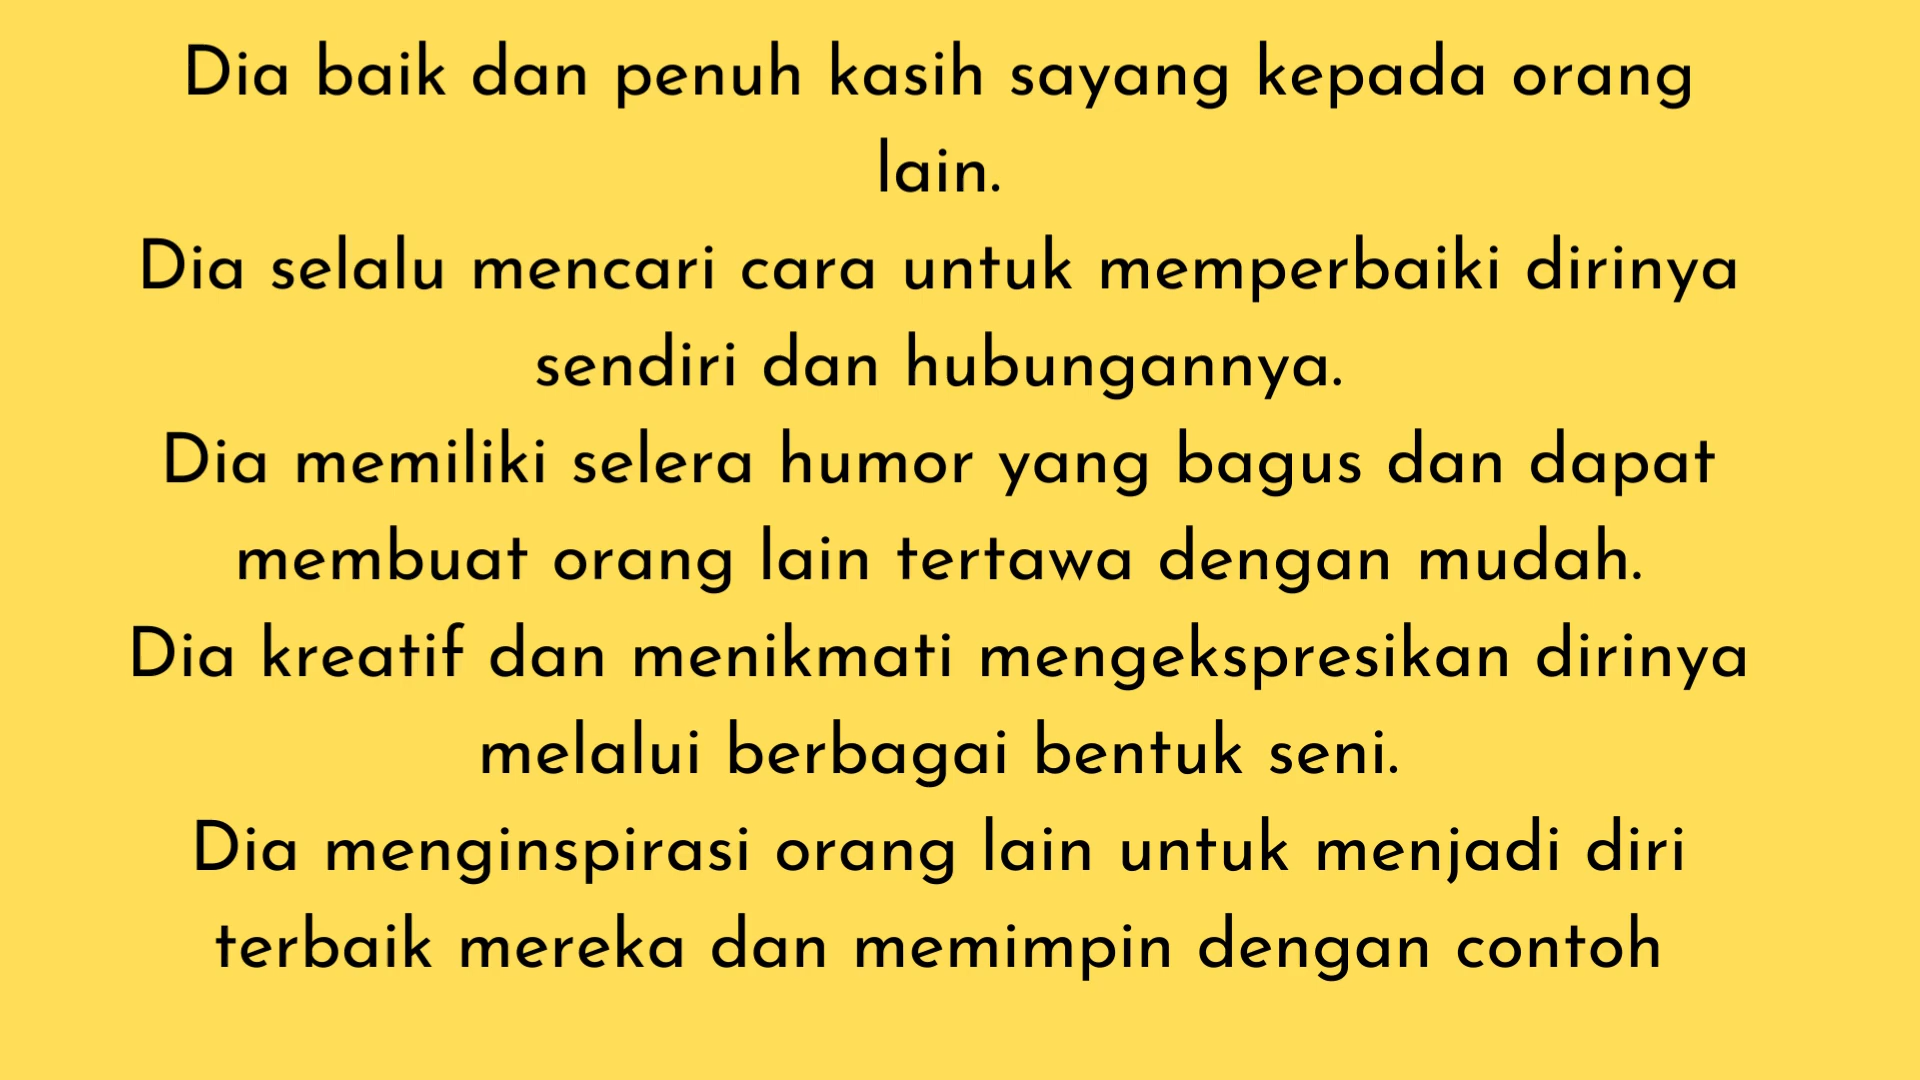 Dia baik dan penuh kasih sayang kepada orang
lain.
Dia selalu mencari cara untuk memperbaiki dirinya
sendiri dan hubungannya.
Dia memiliki selera humor yang bagus dan dapat
membuat orang lain tertawa dengan mudah.
Dia kreatif dan menikmati mengekspresikan dirinya
melalui berbagai bentuk seni.
Dia menginspirasi orang lain untuk menjadi diri
terbaik mereka dan memimpin dengan contoh